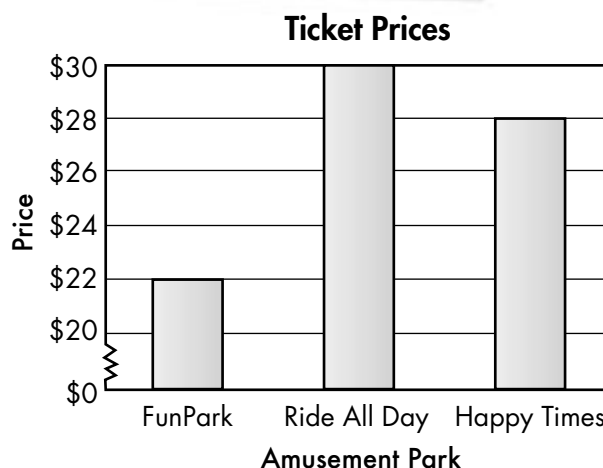 Ticket Prices
$30
$28
$26
$24
$22
$20
$0
Price
FunPark Ride All Day Happy Times
Amusement Park